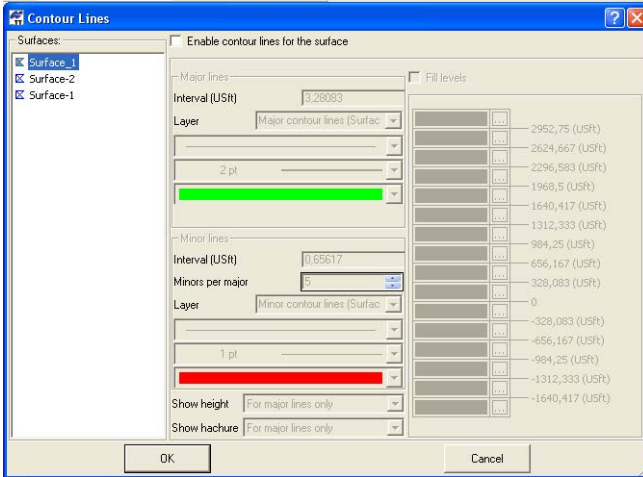 Contour Lines
Surfaces:
Surface_1
Surface-2
Surface-1
Enable contour lines for the surface
Major lines
Interval (USft) 3,28083
Layer Major contour lines (Surfac
2 pt
Minor lines
Interval (USft) 0,65617
Minors per major 5
Layer Minor contour lines (Surfac
1 pt
Show height For major lines only
Show hachure For major lines only
Fill levels
...
2952,75 (USft)
...
2624,667 (USft)
...
2296,583 (USft)
...
1968,5 (USft)
...
1640,417 (USft)
...
1312,333 (USft)
...
984,25 (USft)
...
656,167 (USft)
...
328,083 (USft)
...
0
...
-328,083 (USft)
...
-656,167 (USft)
...
-984,25 (USft)
...
-1312,333 (USft)
...
-1640,417 (USft)
...
OK
Cancel